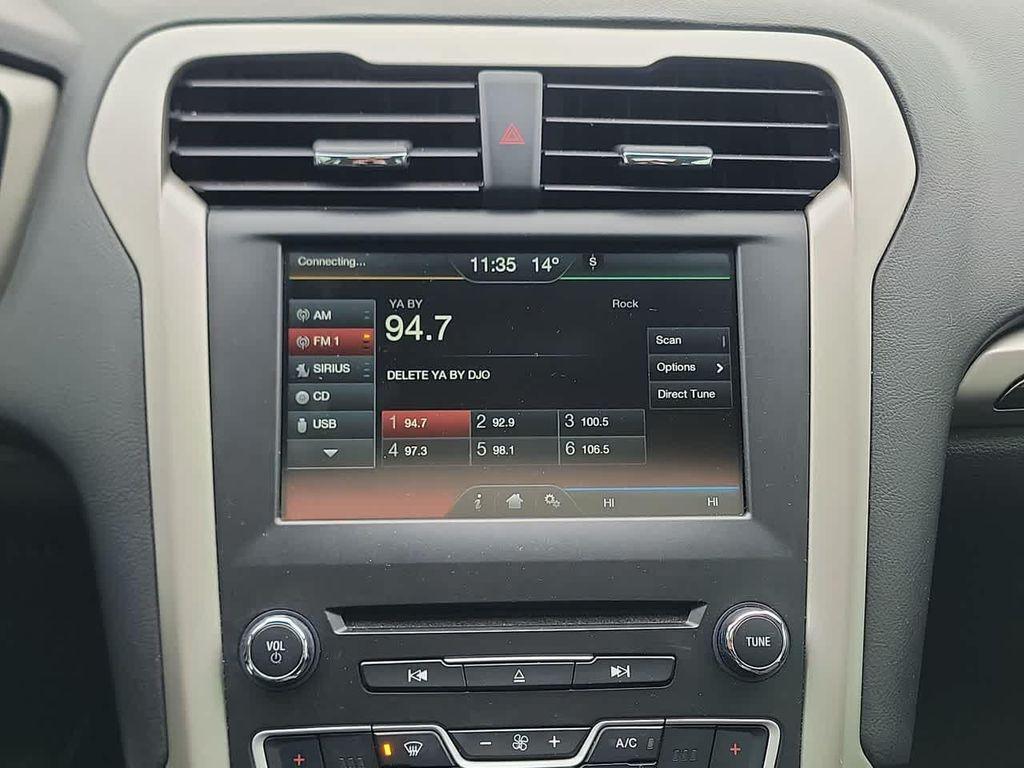 Connecting...
11:35 14° $
AM
FM 1
SIRIUS
CD
USB
YA BY
94.7
Rock
DELETE YA BY DJO
Scan
Options
Direct Tune
1 94.7 2 92.9 3 100.5
4 97.3 5 98.1 6 106.5
i HI HI
VOL
TUNE
− + A/C
+ +